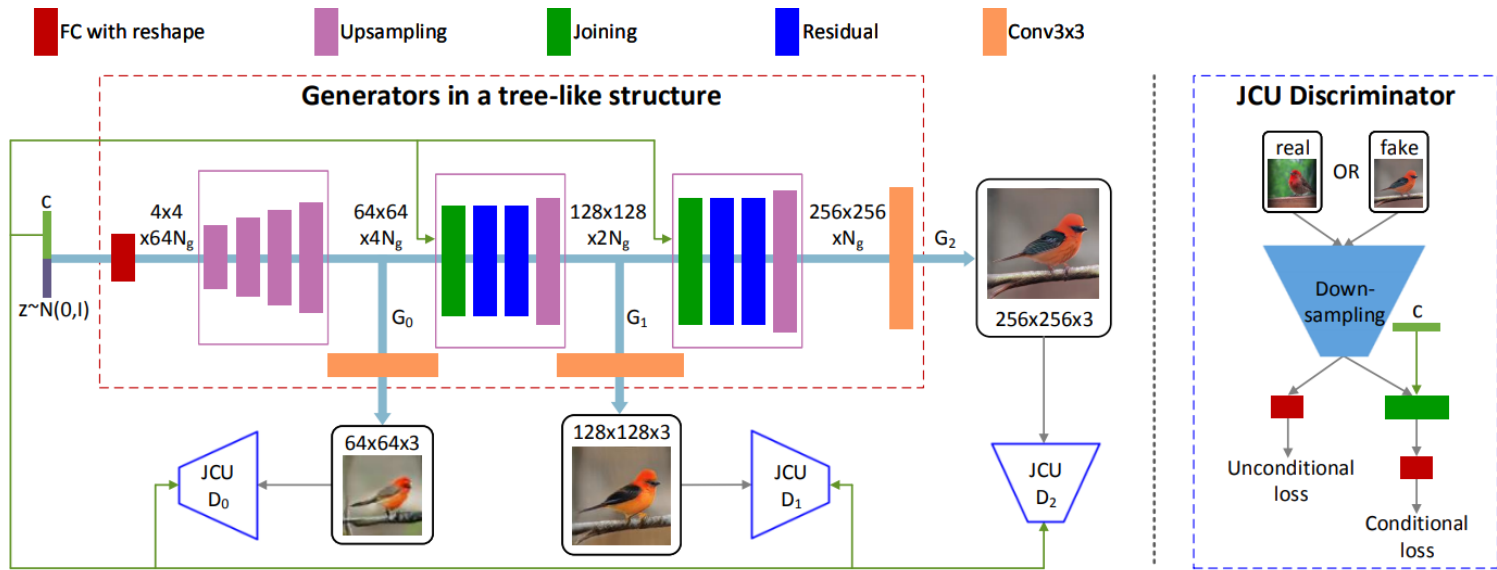 FC with reshape
Upsampling
Joining
Residual
Conv3x3
Generators in a tree-like structure
c
z~N(0,I)
4x4
x64Ng
64x64
x4Ng
128x128
x2Ng
256x256
xNg
G0
G1
G2
256x256x3
64x64x3
128x128x3
JCU
D0
JCU
D1
JCU
D2
JCU Discriminator
real
OR
fake
Down-
sampling
c
Unconditional
loss
Conditional
loss